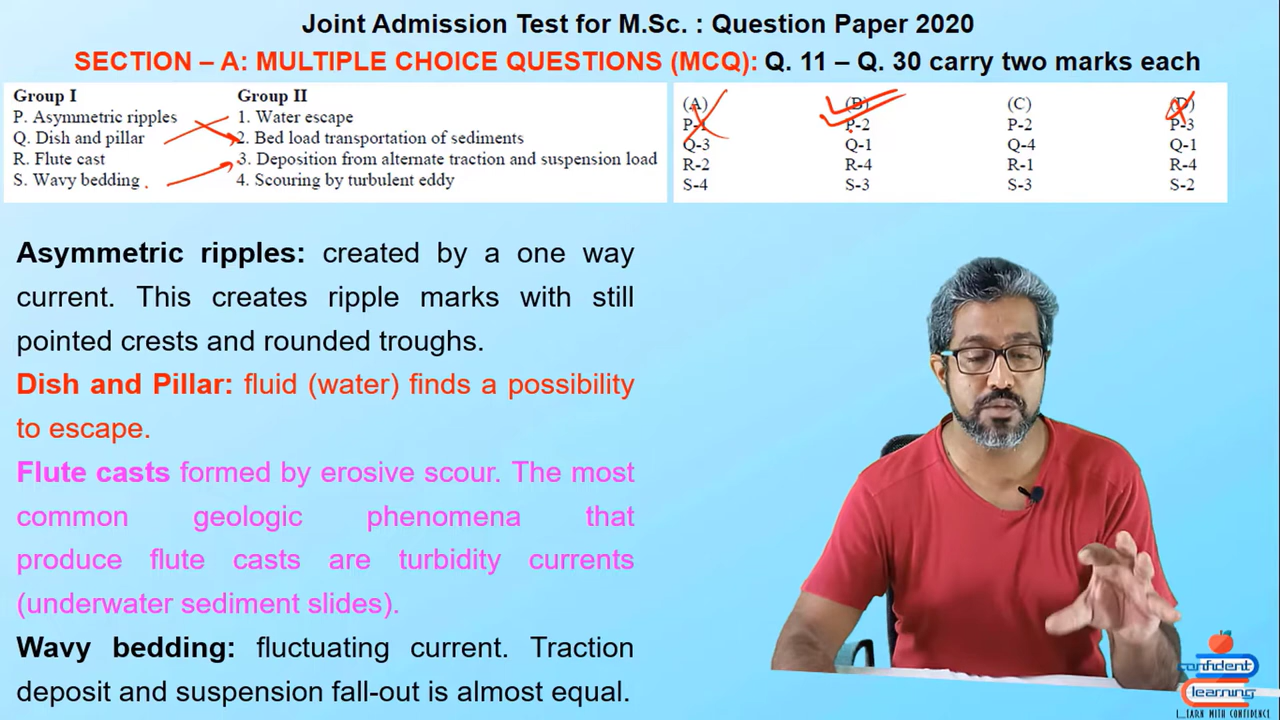 Joint Admission Test for M.Sc. : Question Paper 2020
SECTION – A: MULTIPLE CHOICE QUESTIONS (MCQ): Q. 11 – Q. 30 carry two marks each
Group I Group II
P. Asymmetric ripples 1. Water escape
Q. Dish and pillar 2. Bed load transportation of sediments
R. Flute cast 3. Deposition from alternate traction and suspension load
S. Wavy bedding 4. Scouring by turbulent eddy
(A) (B) (C) (D)
P-1 P-2 P-2 P-3
Q-3 Q-1 Q-4 Q-1
R-2 R-4 R-1 R-4
S-4 S-3 S-3 S-2
Asymmetric ripples: created by a one way
current. This creates ripple marks with still
pointed crests and rounded troughs.
Dish and Pillar: fluid (water) finds a possibility
to escape.
Flute casts formed by erosive scour. The most
common geologic phenomena that
produce flute casts are turbidity currents
(underwater sediment slides).
Wavy bedding: fluctuating current. Traction
deposit and suspension fall-out is almost equal.
confident
learning
LEARN WITH CONFIDENCE